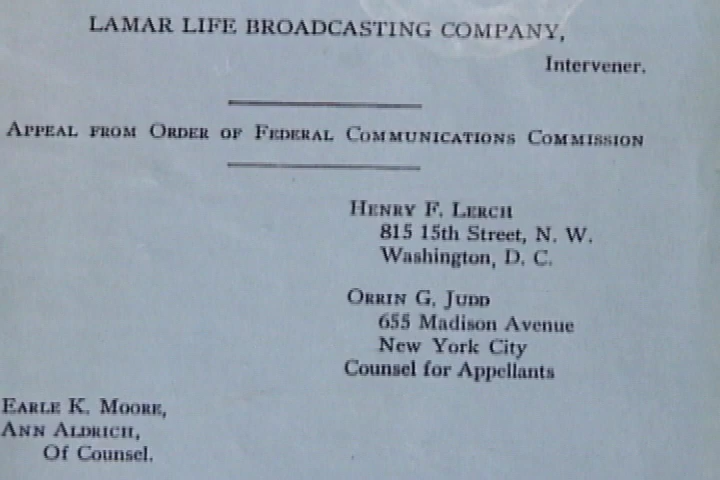 LAMAR LIFE BROADCASTING COMPANY,
Intervener.
APPEAL FROM ORDER OF FEDERAL COMMUNICATIONS COMMISSION
HENRY F. LERCH
815 15th Street, N. W.
Washington, D. C.
ORRIN G. JUDD
655 Madison Avenue
New York City
Counsel for Appellants
EARLE K. MOORE,
ANN ALDRICH,
Of Counsel.